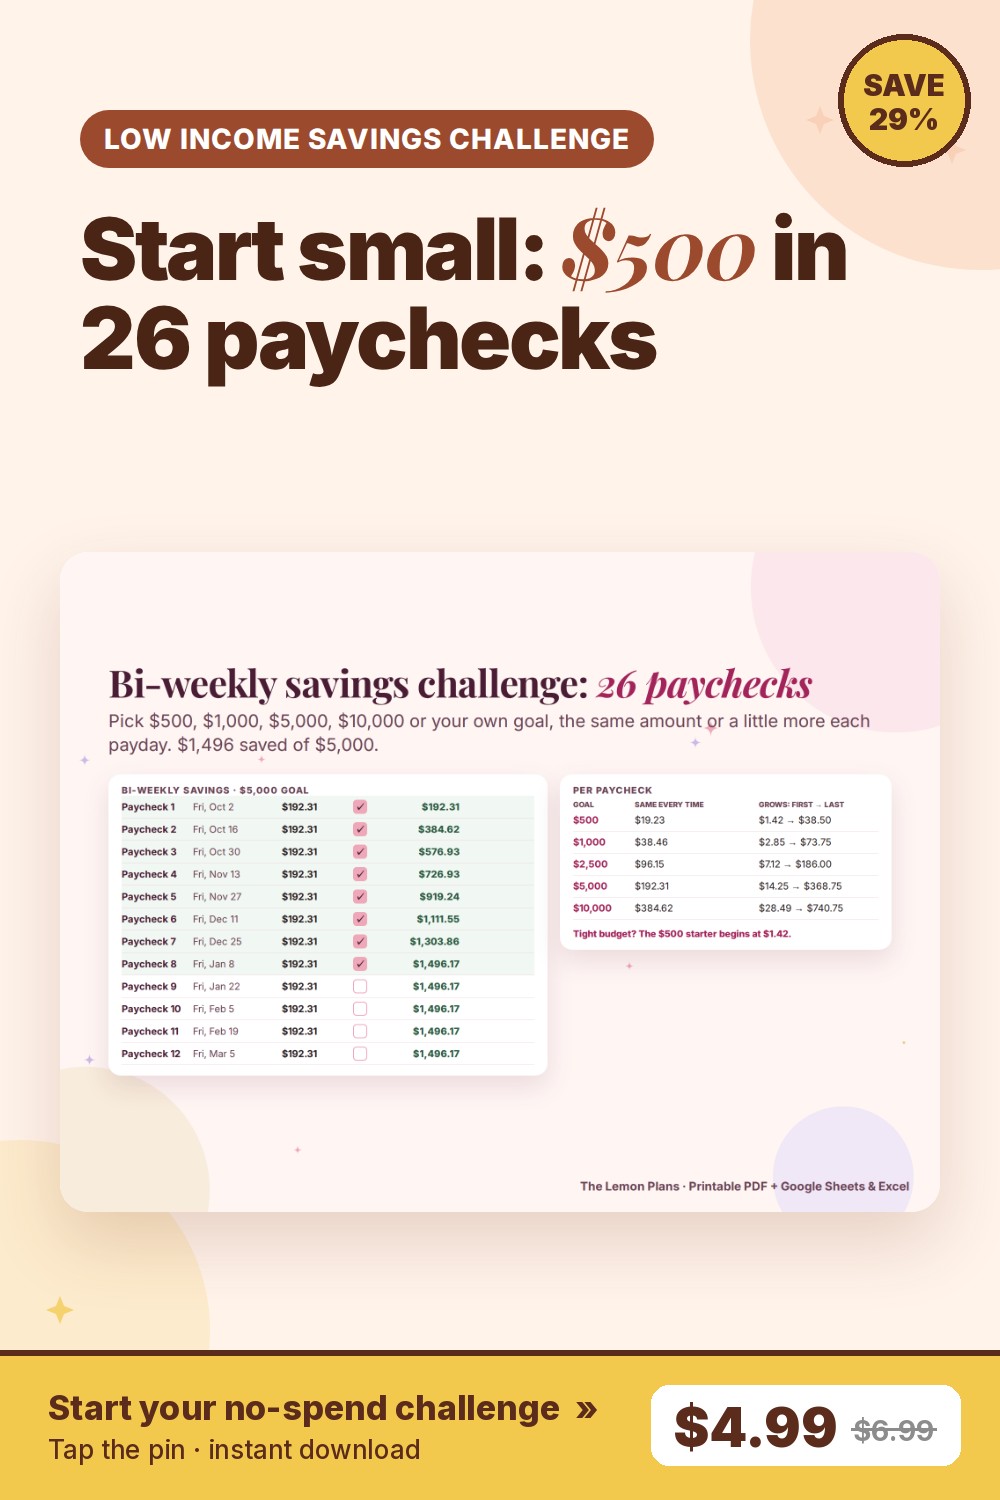 SAVE
29%
LOW INCOME SAVINGS CHALLENGE
Start small: $500 in
26 paychecks
Bi-weekly savings challenge: 26 paychecks
Pick $500, $1,000, $5,000, $10,000 or your own goal, the same amount or a little more each
payday. $1,496 saved of $5,000.
BI-WEEKLY SAVINGS · $5,000 GOAL
Paycheck 1 Fri, Oct 2 $192.31 ✓ $192.31
Paycheck 2 Fri, Oct 16 $192.31 ✓ $384.62
Paycheck 3 Fri, Oct 30 $192.31 ✓ $576.93
Paycheck 4 Fri, Nov 13 $192.31 ✓ $726.93
Paycheck 5 Fri, Nov 27 $192.31 ✓ $919.24
Paycheck 6 Fri, Dec 11 $192.31 ✓ $1,111.55
Paycheck 7 Fri, Dec 25 $192.31 ✓ $1,303.86
Paycheck 8 Fri, Jan 8 $192.31 ✓ $1,496.17
Paycheck 9 Fri, Jan 22 $192.31 $1,496.17
Paycheck 10 Fri, Feb 5 $192.31 $1,496.17
Paycheck 11 Fri, Feb 19 $192.31 $1,496.17
Paycheck 12 Fri, Mar 5 $192.31 $1,496.17
PER PAYCHECK
GOAL SAME EVERY TIME GROWS: FIRST → LAST
$500 $19.23 $1.42 → $38.50
$1,000 $38.46 $2.85 → $73.75
$2,500 $96.15 $7.12 → $186.00
$5,000 $192.31 $14.25 → $368.75
$10,000 $384.62 $28.49 → $740.75
Tight budget? The $500 starter begins at $1.42.
The Lemon Plans · Printable PDF + Google Sheets & Excel
Start your no-spend challenge »
Tap the pin · instant download
$4.99 $6.99